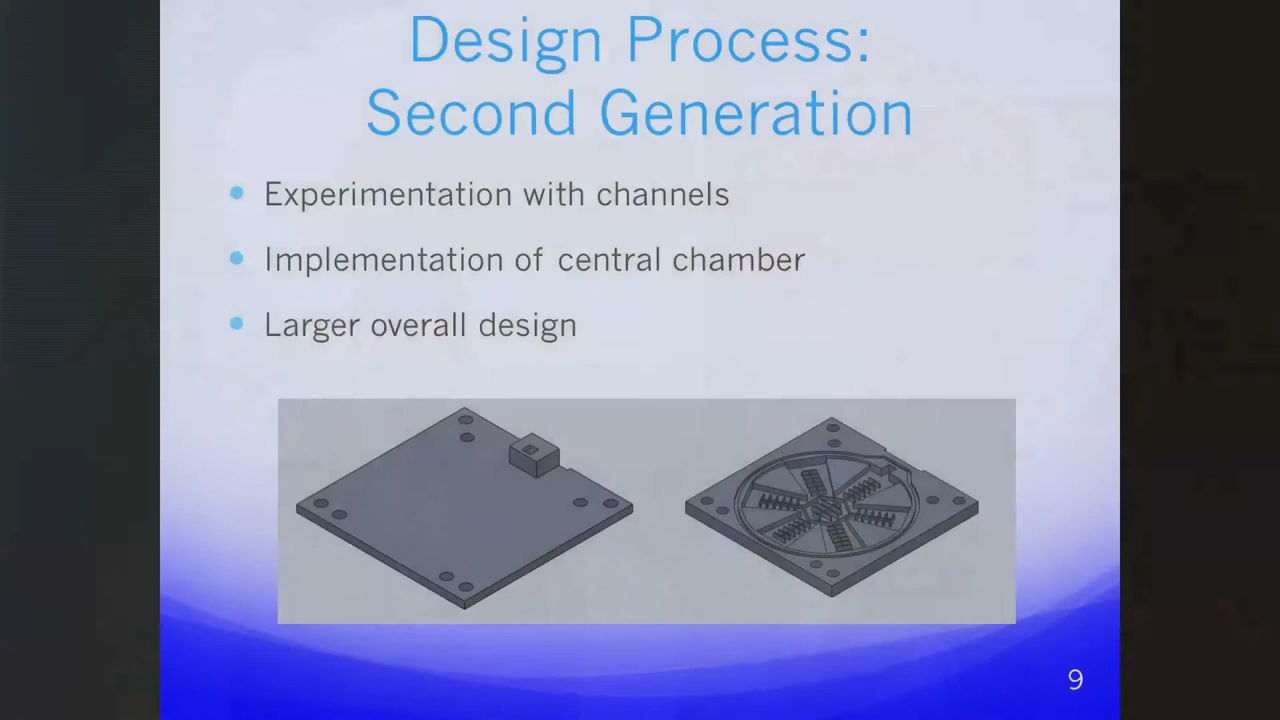 Design Process:
Second Generation
Experimentation with channels
Implementation of central chamber
Larger overall design
9